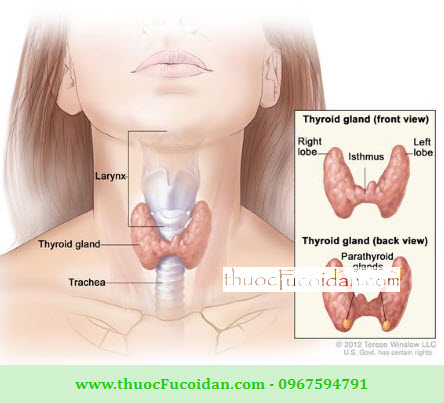 Larynx
Thyroid gland
Trachea
Thyroid gland (front view)
Right
lobe
Left
lobe
Isthmus
Thyroid gland (back view)
Parathyroid
glands
thuocFucoidan.com
© 2012 Terese Winslow LLC
U.S. Govt. has certain rights
www.thuocFucoidan.com - 0967594791